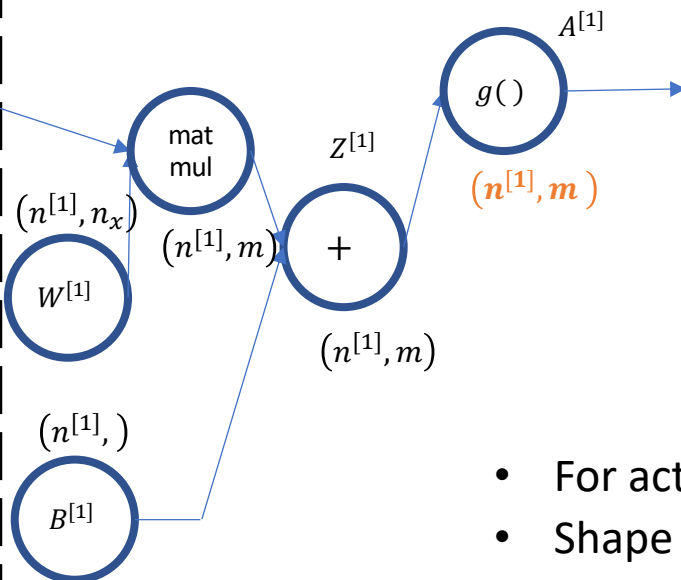 A^{[1]}
g( )
mat
mul
Z^{[1]}
(n^{[1]}, m )
(n^{[1]}, n_x)
(n^{[1]}, m)
+
W^{[1]}
(n^{[1]}, m)
(n^{[1]}, )
• For act
• Shape
B^{[1]}